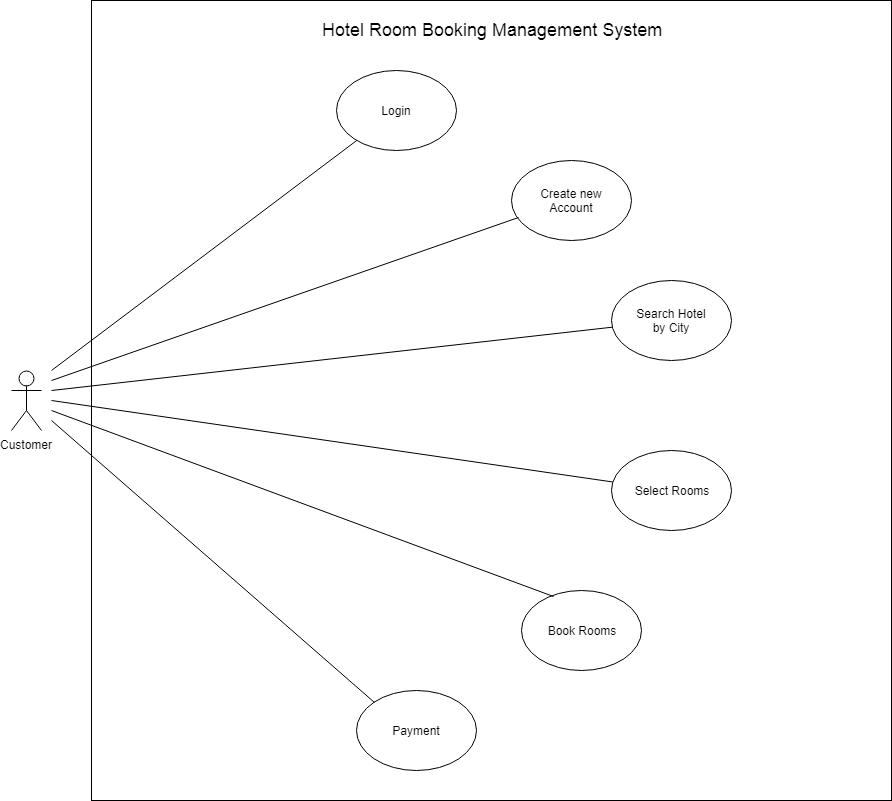 Hotel Room Booking Management System
Login
Create new
Account
Search Hotel
by City
Customer
Select Rooms
Book Rooms
Payment